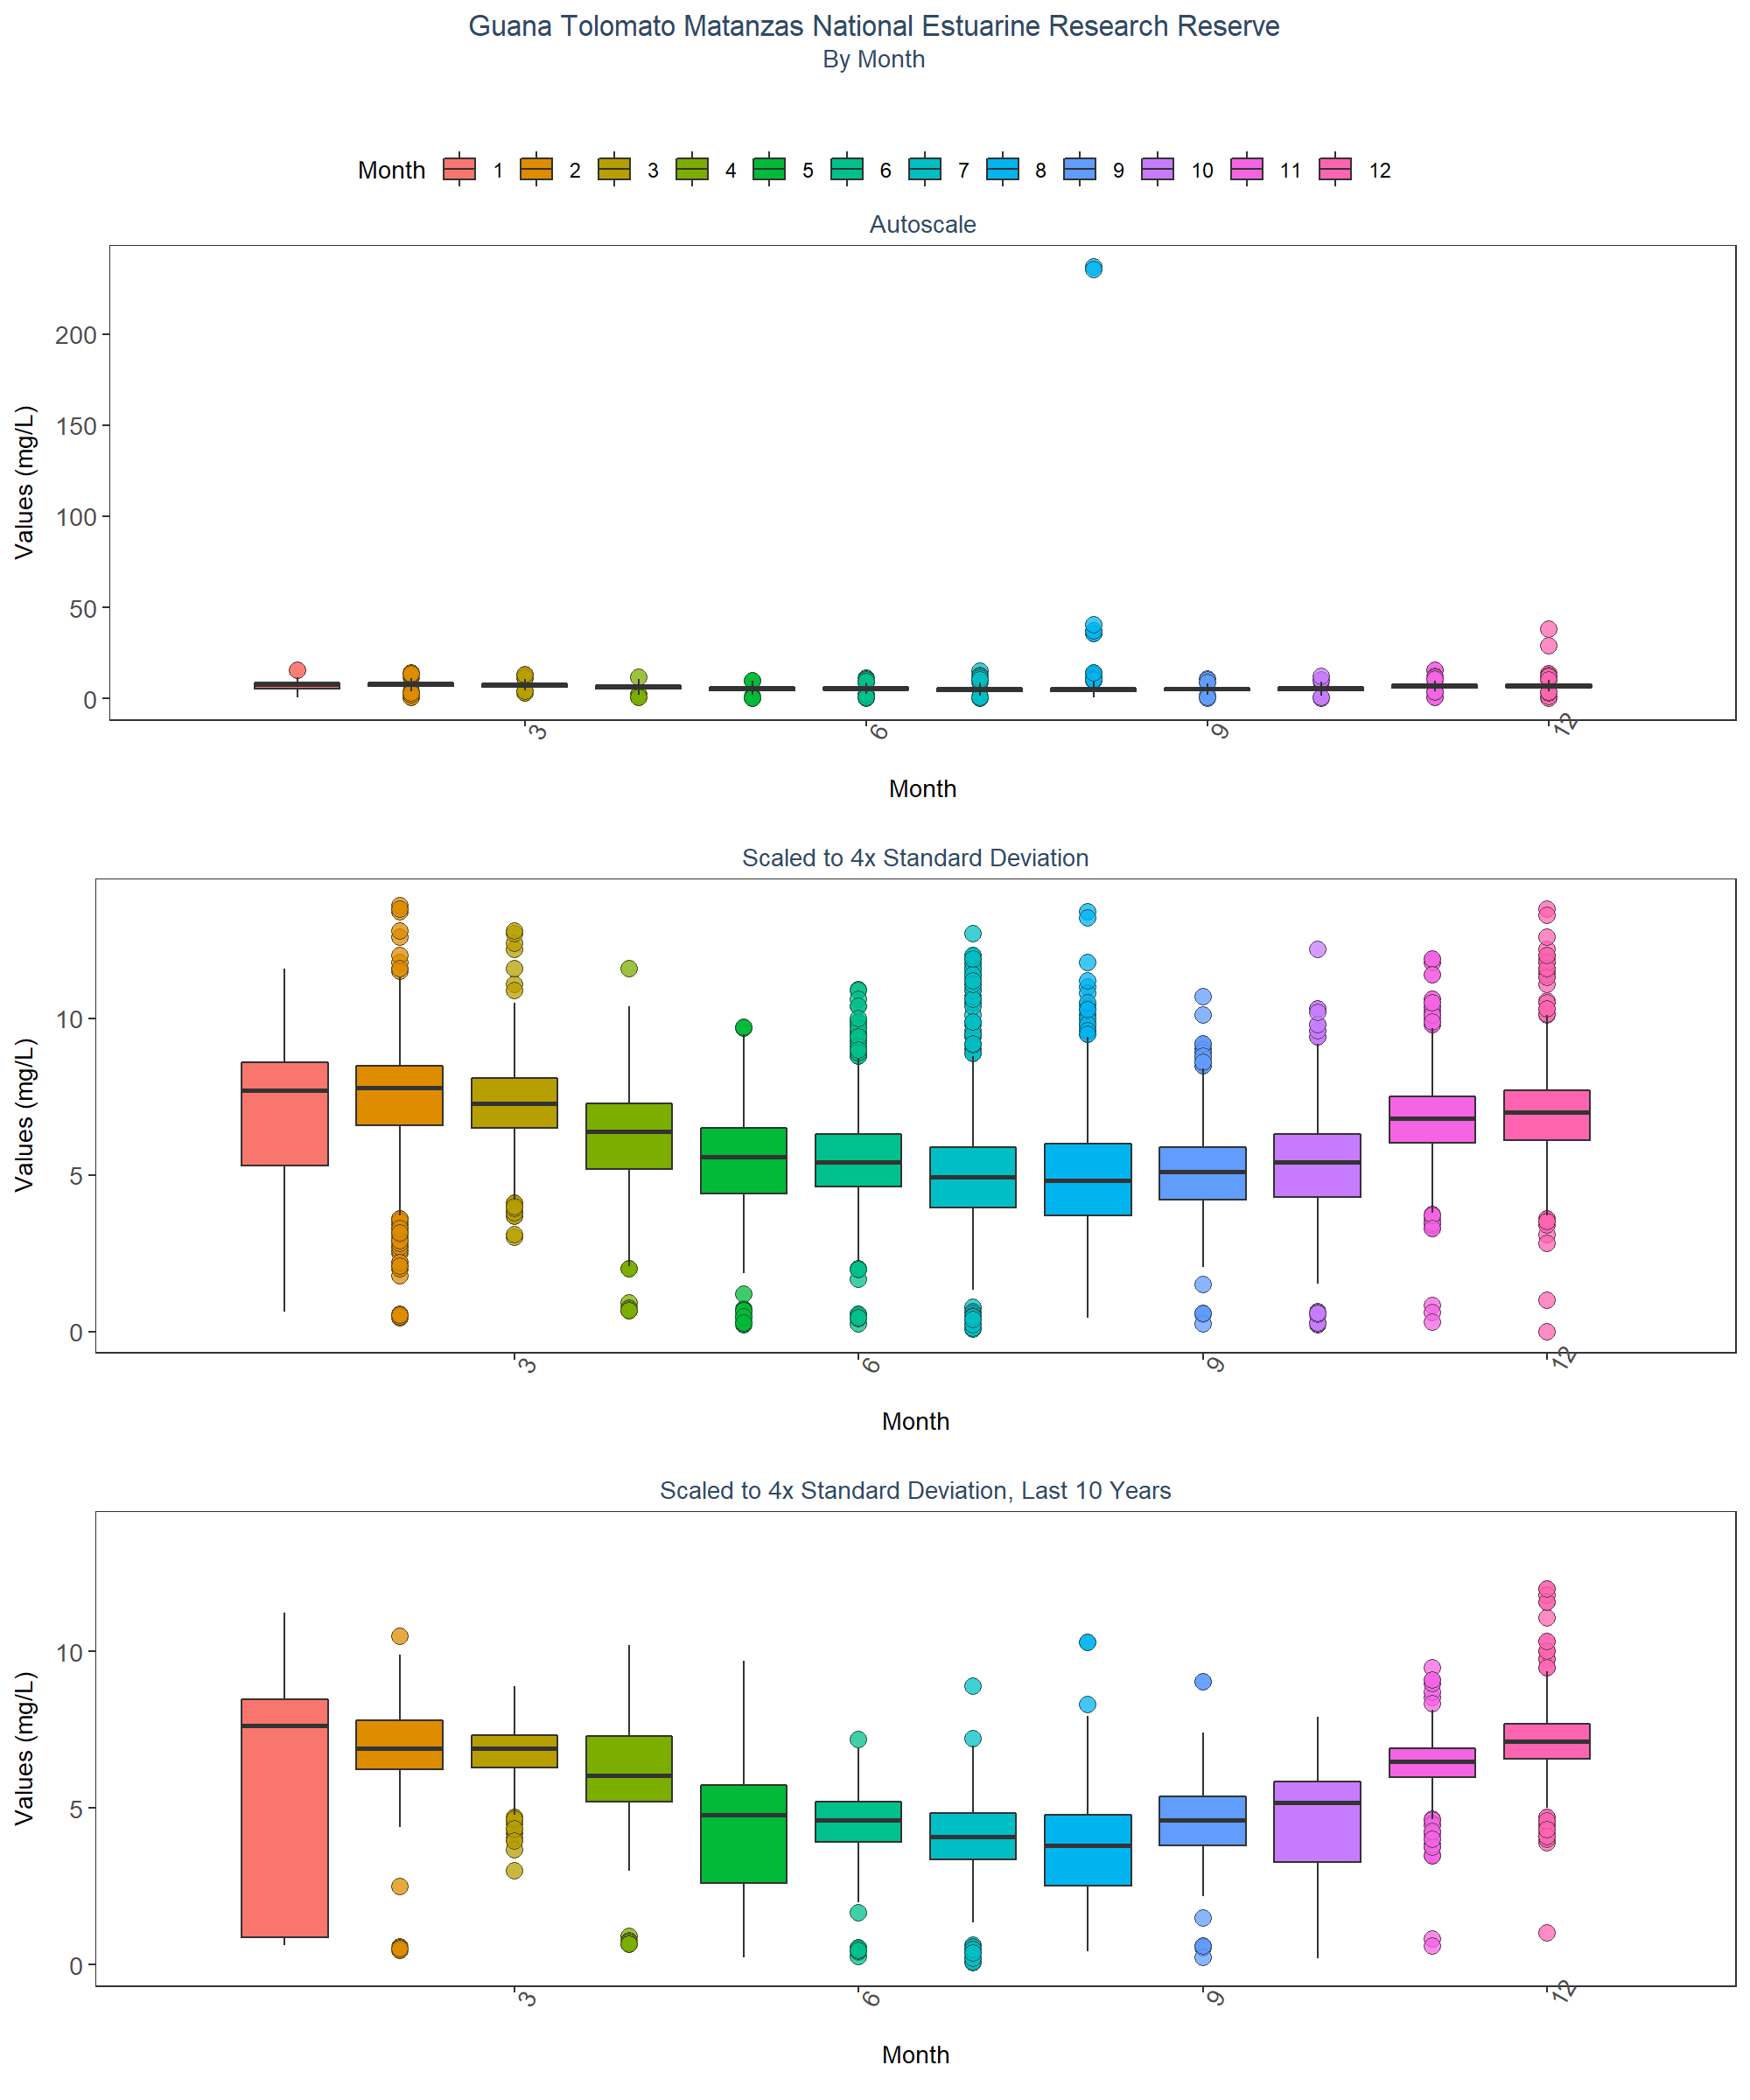 Guana Tolomato Matanzas National Estuarine Research Reserve
By Month
Month 1 2 3 4 5 6 7 8 9 10 11 12
Autoscale
Values (mg/L)
200
150
100
50
0
3 6 9 12
Month
Scaled to 4x Standard Deviation
Values (mg/L)
10
5
0
3 6 9 12
Month
Scaled to 4x Standard Deviation, Last 10 Years
Values (mg/L)
10
5
0
3 6 9 12
Month